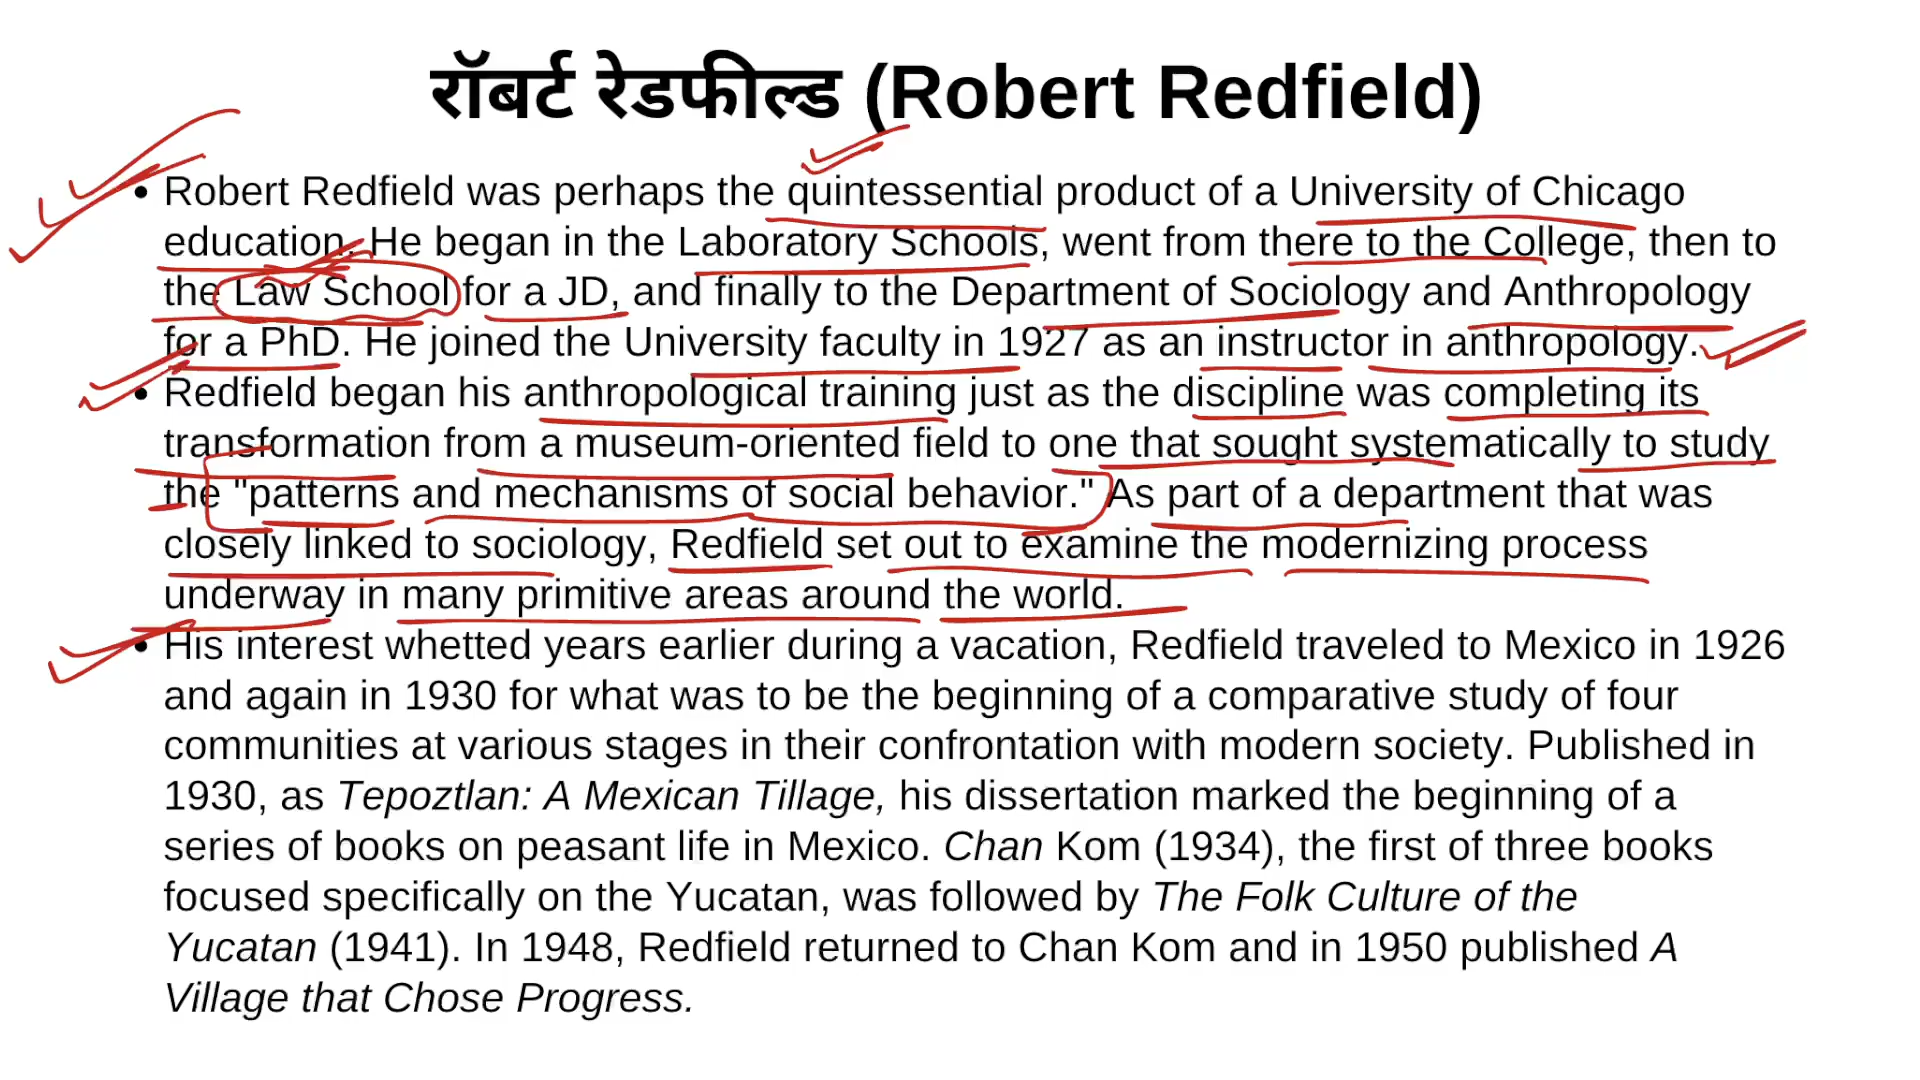 रॉबर्ट रेडफील्ड (Robert Redfield)
• Robert Redfield was perhaps the quintessential product of a University of Chicago
education. He began in the Laboratory Schools, went from there to the College, then to
the Law School for a JD, and finally to the Department of Sociology and Anthropology
for a PhD. He joined the University faculty in 1927 as an instructor in anthropology.
• Redfield began his anthropological training just as the discipline was completing its
transformation from a museum-oriented field to one that sought systematically to study
the "patterns and mechanisms of social behavior." As part of a department that was
closely linked to sociology, Redfield set out to examine the modernizing process
underway in many primitive areas around the world.
• His interest whetted years earlier during a vacation, Redfield traveled to Mexico in 1926
and again in 1930 for what was to be the beginning of a comparative study of four
communities at various stages in their confrontation with modern society. Published in
1930, as Tepoztlan: A Mexican Tillage, his dissertation marked the beginning of a
series of books on peasant life in Mexico. Chan Kom (1934), the first of three books
focused specifically on the Yucatan, was followed by The Folk Culture of the
Yucatan (1941). In 1948, Redfield returned to Chan Kom and in 1950 published A
Village that Chose Progress.